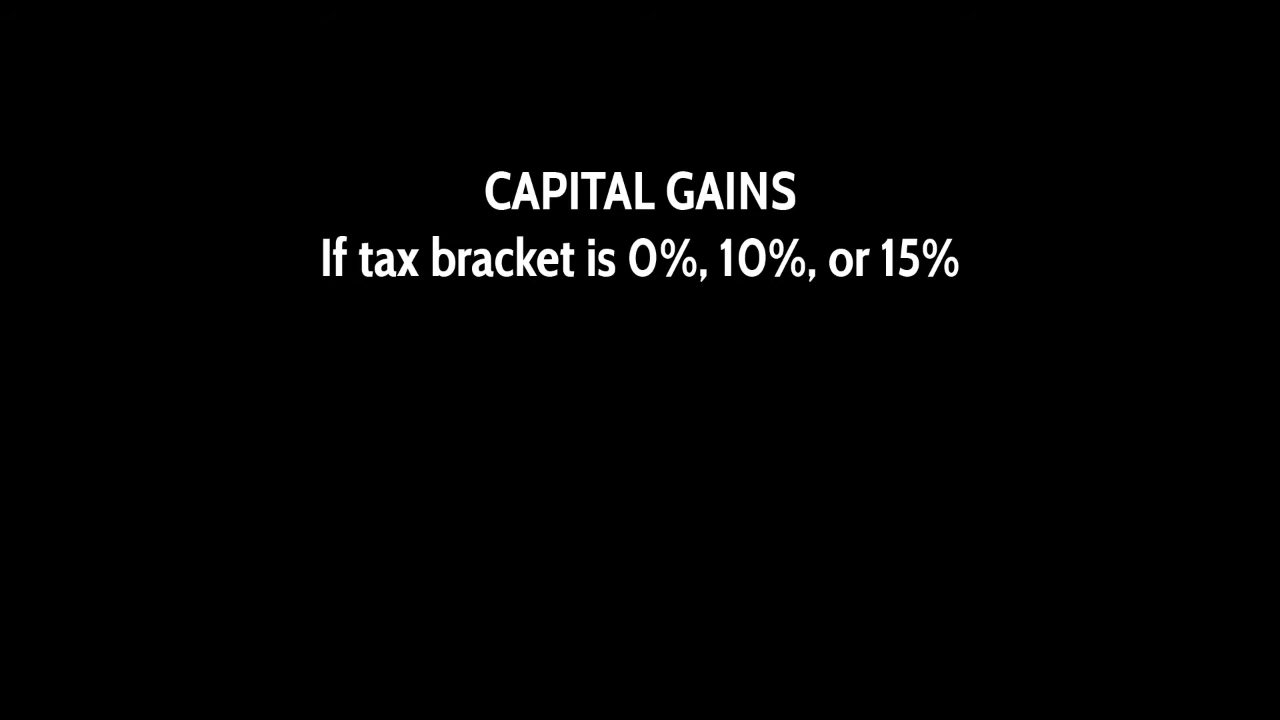 CAPITAL GAINS
If tax bracket is 0%, 10%, or 15%